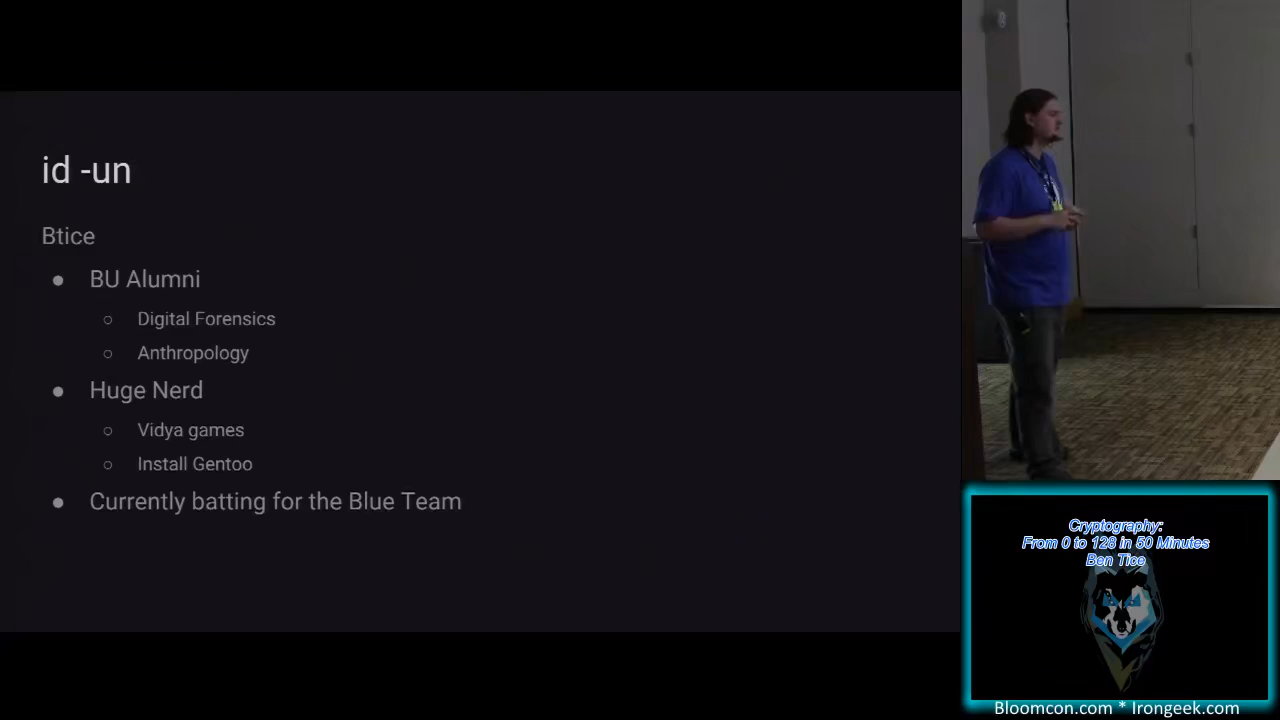 id -un
Btice
● BU Alumni
○ Digital Forensics
○ Anthropology
● Huge Nerd
○ Vidya games
○ Install Gentoo
● Currently batting for the Blue Team
Cryptography:
From 0 to 128 in 50 Minutes
Ben Tice
Bloomcon.com * Irongeek.com